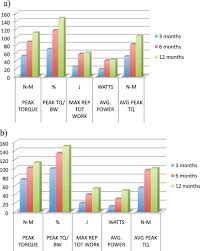 a)
160
140
120
100
80
60
40
20
0
N-M % J WATTS N-M
PEAK TORQUE PEAK TQ/ BW MAX REP TOT WORK AVG. POWER AVG PEAK TQ
3 months
6 months
12 months
b)
160
140
120
100
80
60
40
20
0
N-M % J WATTS N-M
PEAK TORQUE PEAK TQ/ BW MAX REP TOT WORK AVG. POWER AVG PEAK TQ
3 months
6 months
12 months